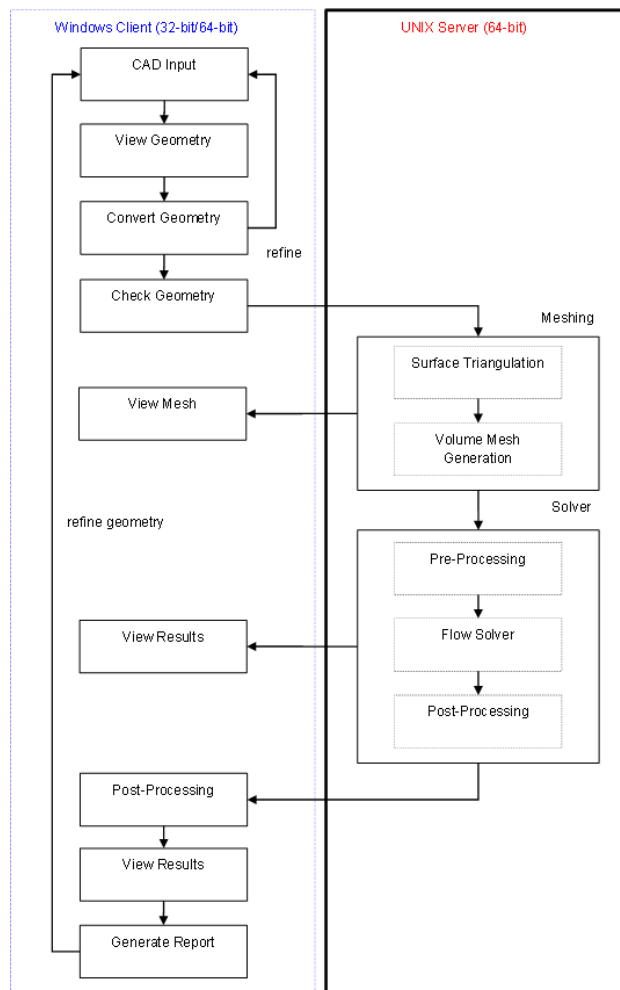 Windows Client (32-bit/64-bit)
UNIX Server (64-bit)
CAD Input
View Geometry
Convert Geometry
refine
Check Geometry
Meshing
Surface Triangulation
View Mesh
Volume Mesh
Generation
Solver
refine geometry
Pre-Processing
View Results
Flow Solver
Post-Processing
Post-Processing
View Results
Generate Report